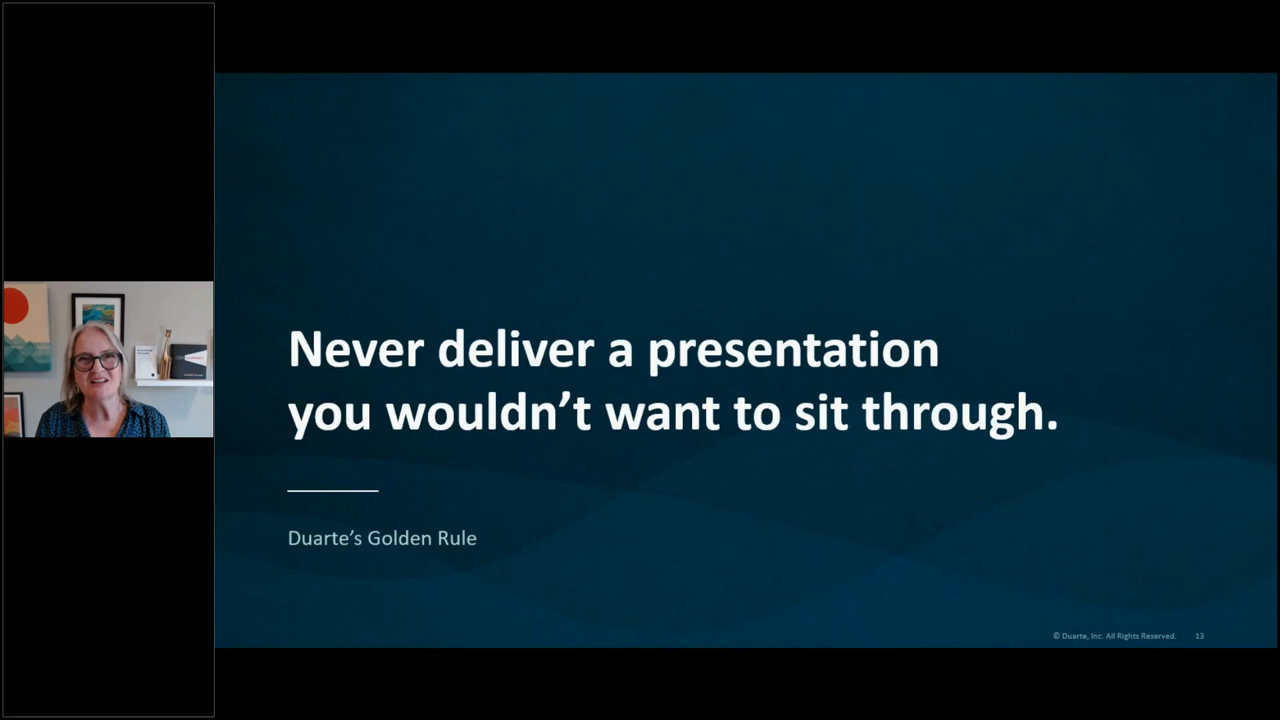 Never deliver a presentation
you wouldn’t want to sit through.
Duarte’s Golden Rule
© Duarte, Inc. All Rights Reserved. 13